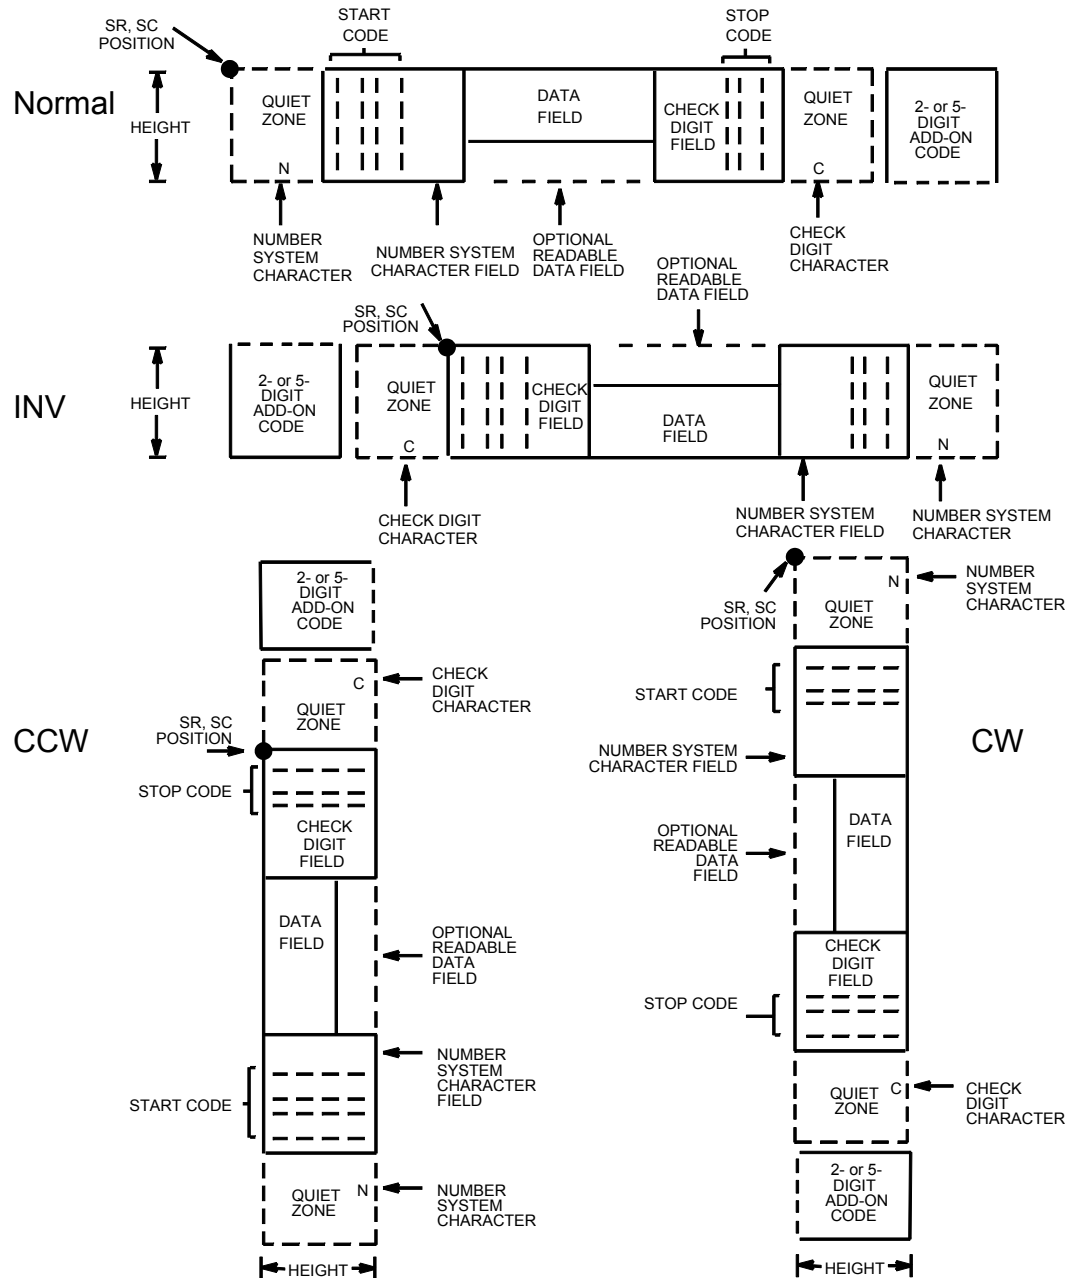 SR, SC
POSITION
START
CODE
STOP
CODE
Normal
HEIGHT
QUIET
ZONE
N
DATA
FIELD
CHECK
DIGIT
FIELD
QUIET
ZONE
C
2- or 5-
DIGIT
ADD-ON
CODE
NUMBER
SYSTEM
CHARACTER
NUMBER SYSTEM
CHARACTER FIELD
OPTIONAL
READABLE
DATA FIELD
CHECK
DIGIT
CHARACTER
OPTIONAL
READABLE
DATA FIELD
SR, SC
POSITION
INV
HEIGHT
2- or 5-
DIGIT
ADD-ON
CODE
QUIET
ZONE
C
CHECK
DIGIT
FIELD
DATA
FIELD
QUIET
ZONE
N
CHECK DIGIT
CHARACTER
NUMBER SYSTEM
CHARACTER FIELD
NUMBER SYSTEM
CHARACTER
CCW
2- or 5-
DIGIT
ADD-ON
CODE
C
QUIET
ZONE
CHECK
DIGIT
CHARACTER
SR, SC
POSITION
STOP CODE
CHECK
DIGIT
FIELD
DATA
FIELD
OPTIONAL
READABLE
DATA
FIELD
NUMBER
SYSTEM
CHARACTER
FIELD
START CODE
QUIET
ZONE
N
NUMBER
SYSTEM
CHARACTER
HEIGHT
CW
SR, SC
POSITION
N
QUIET
ZONE
NUMBER
SYSTEM
CHARACTER
START CODE
NUMBER SYSTEM
CHARACTER FIELD
DATA
FIELD
OPTIONAL
READABLE
DATA
FIELD
CHECK
DIGIT
FIELD
STOP CODE
QUIET
ZONE
C
CHECK
DIGIT
CHARACTER
2- or 5-
DIGIT
ADD-ON
CODE
HEIGHT